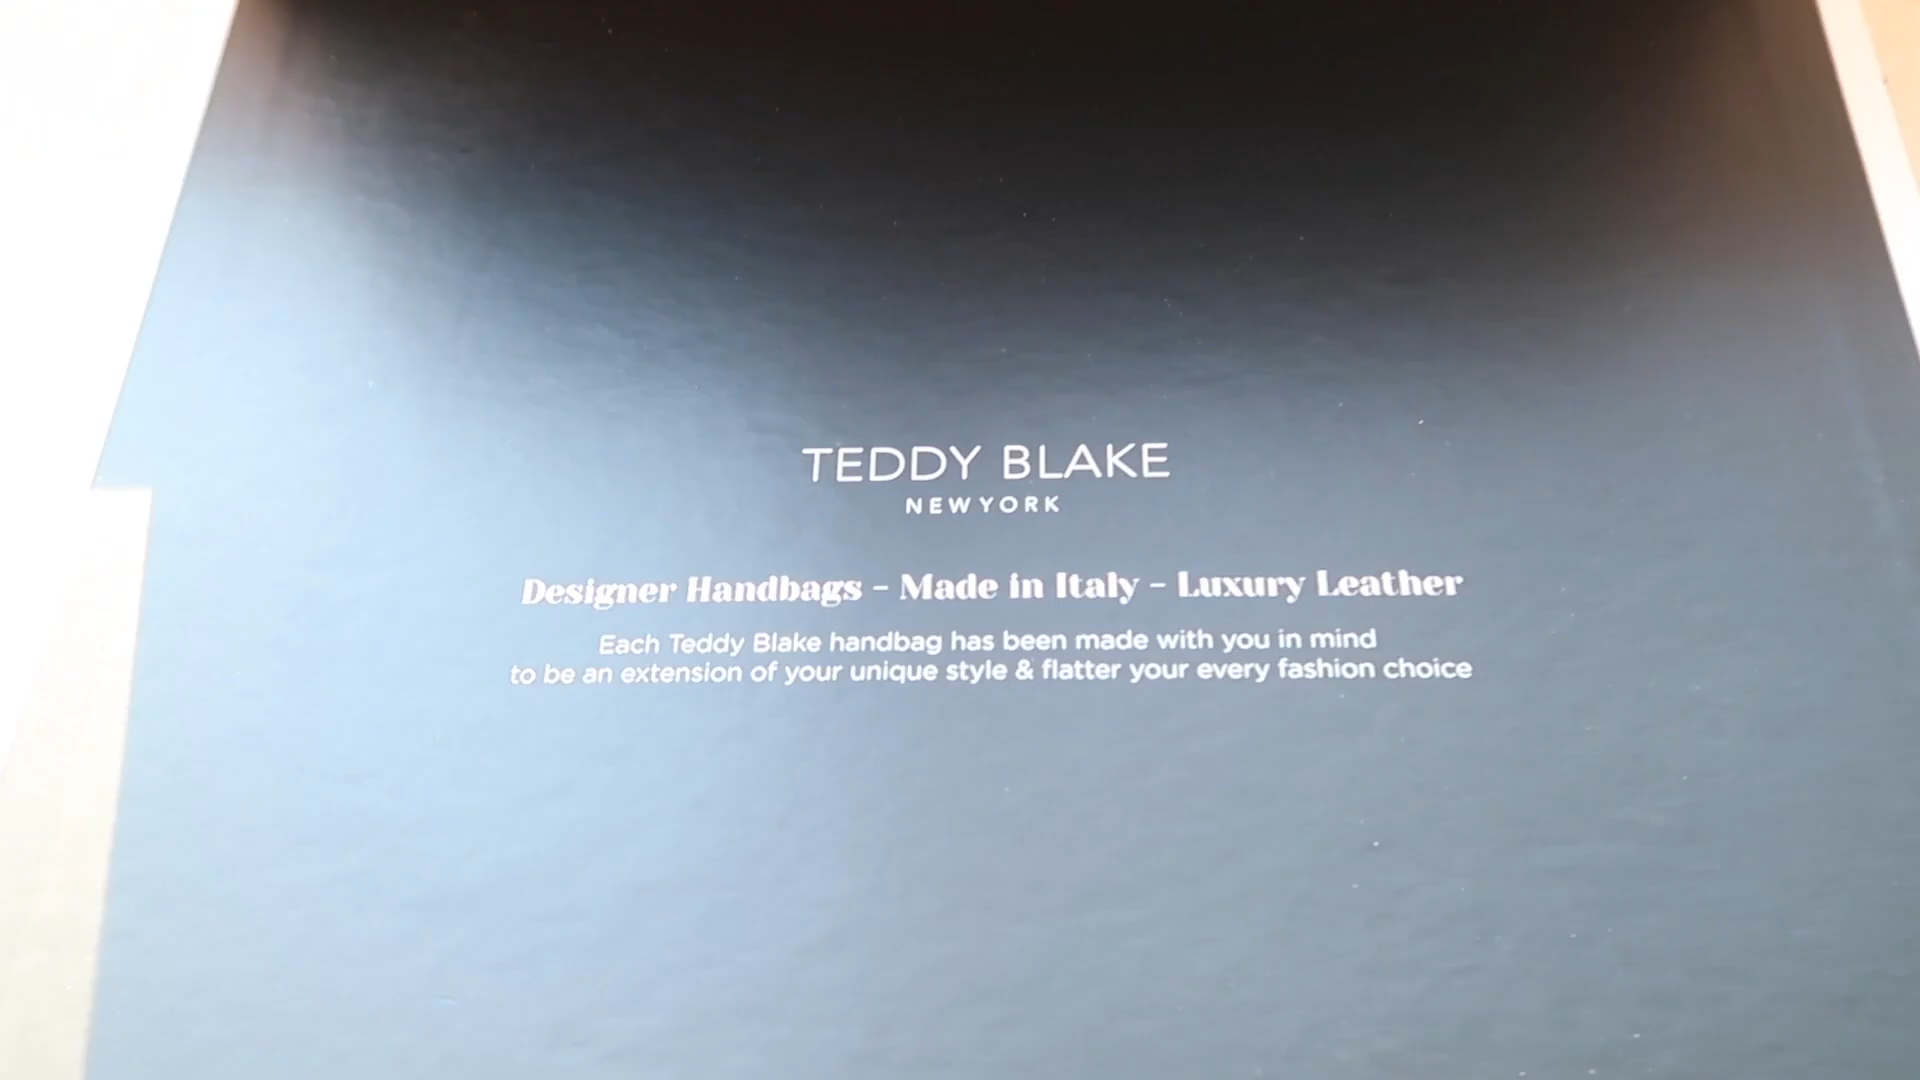 TEDDY BLAKE
NEW YORK
Designer Handbags - Made in Italy - Luxury Leather
Each Teddy Blake handbag has been made with you in mind
to be an extension of your unique style & flatter your every fashion choice